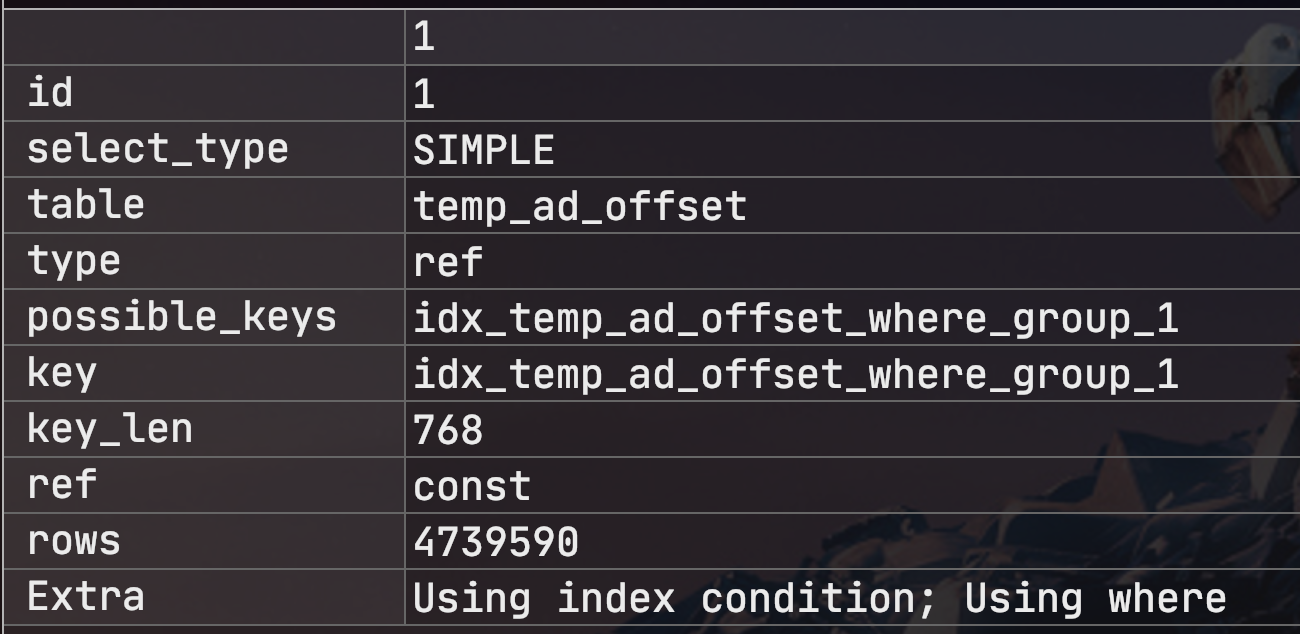 1
id 1
select_type SIMPLE
table temp_ad_offset
type ref
possible_keys idx_temp_ad_offset_where_group_1
key idx_temp_ad_offset_where_group_1
key_len 768
ref const
rows 4739590
Extra Using index condition; Using where